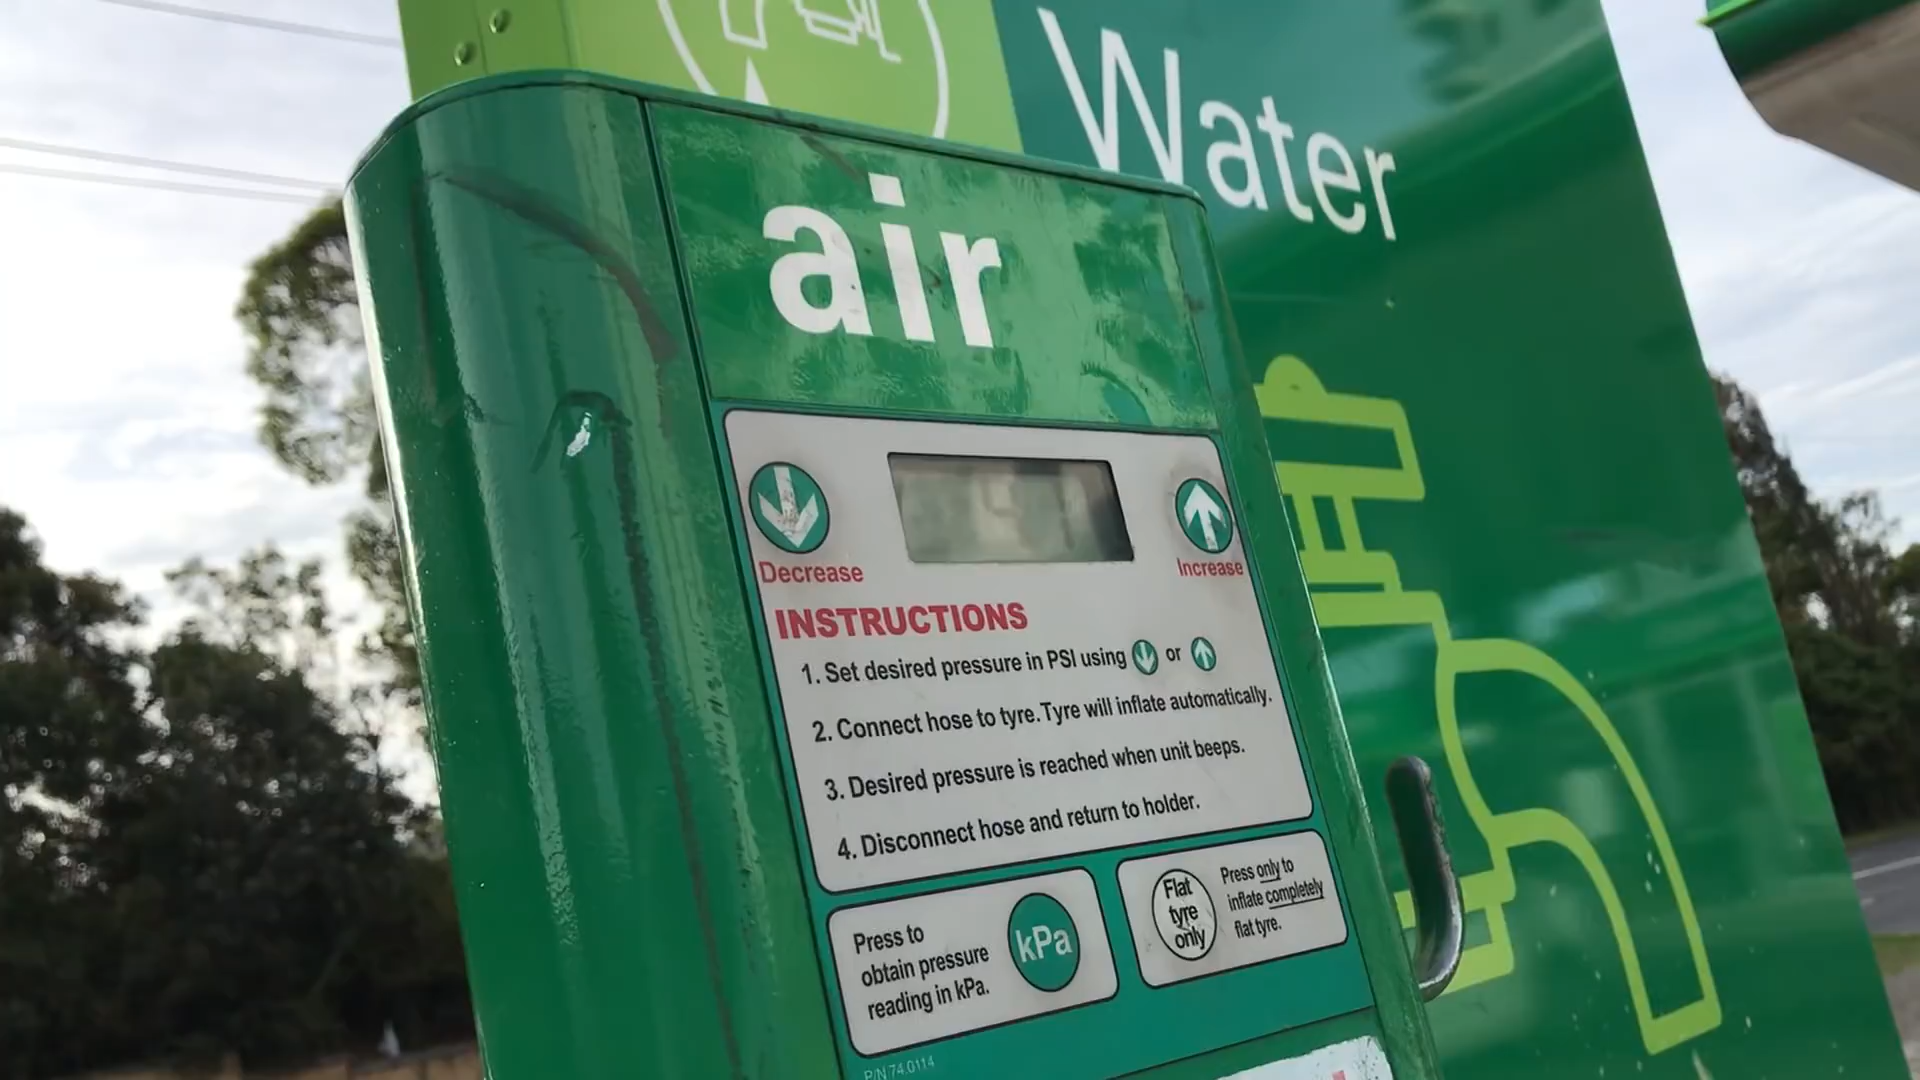 Water
air
Decrease
Increase
INSTRUCTIONS
1. Set desired pressure in PSI using or
2. Connect hose to tyre. Tyre will inflate automatically.
3. Desired pressure is reached when unit beeps.
4. Disconnect hose and return to holder.
Press to
obtain pressure
reading in kPa.
kPa
Flat
tyre
only
Press only to
inflate completely
flat tyre.
P/N 74.0114